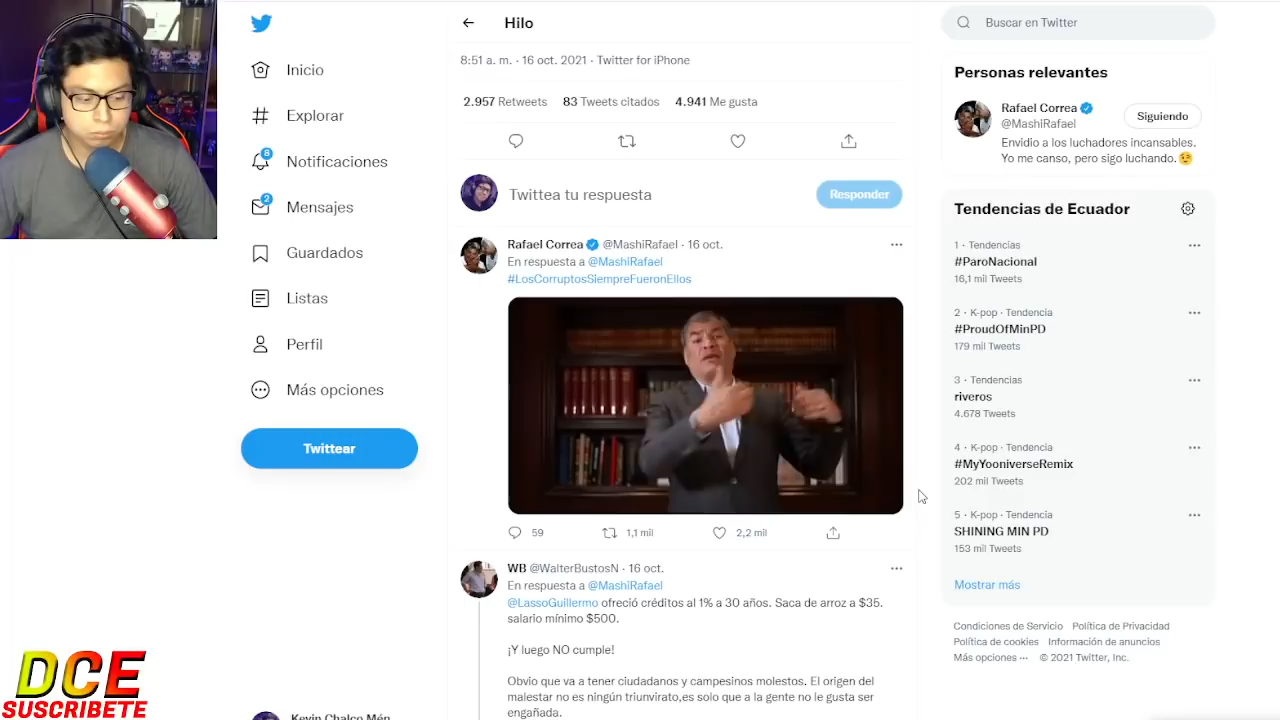 Hilo
8:51 a. m. · 16 oct. 2021 · Twitter for iPhone
2.957 Retweets 83 Tweets citados 4.941 Me gusta
Twittea tu respuesta
Responder
Rafael Correa @MashiRafael · 16 oct.
En respuesta a @MashiRafael
#LosCorruptosSiempreFueronEllos
59 1,1 mil 2,2 mil
WB @WalterBustosN · 16 oct.
En respuesta a @MashiRafael
@LassoGuillermo ofreció créditos al 1% a 30 años. Saca de arroz a $35.
salario mínimo $500.
¡Y luego NO cumple!
Obvio que va a tener ciudadanos y campesinos molestos. El origen del
malestar no es ningún triunvirato,es solo que a la gente no le gusta ser
engañada.
Inicio
Explorar
8
Notificaciones
2
Mensajes
Guardados
Listas
Perfil
Más opciones
Twittear
Kevin Chalco Mén
DCE
SUSCRIBETE
Buscar en Twitter
Personas relevantes
Rafael Correa
@MashiRafael
Siguiendo
Envidio a los luchadores incansables.
Yo me canso, pero sigo luchando.😉
Tendencias de Ecuador
1 · Tendencias
#ParoNacional
16,1 mil Tweets
2 · K-pop · Tendencia
#ProudOfMinPD
179 mil Tweets
3 · Tendencias
riveros
4.678 Tweets
4 · K-pop · Tendencia
#MyYooniverseRemix
202 mil Tweets
5 · K-pop · Tendencia
SHINING MIN PD
153 mil Tweets
Mostrar más
Condiciones de Servicio Política de Privacidad
Política de cookies Información de anuncios
Más opciones ··· © 2021 Twitter, Inc.